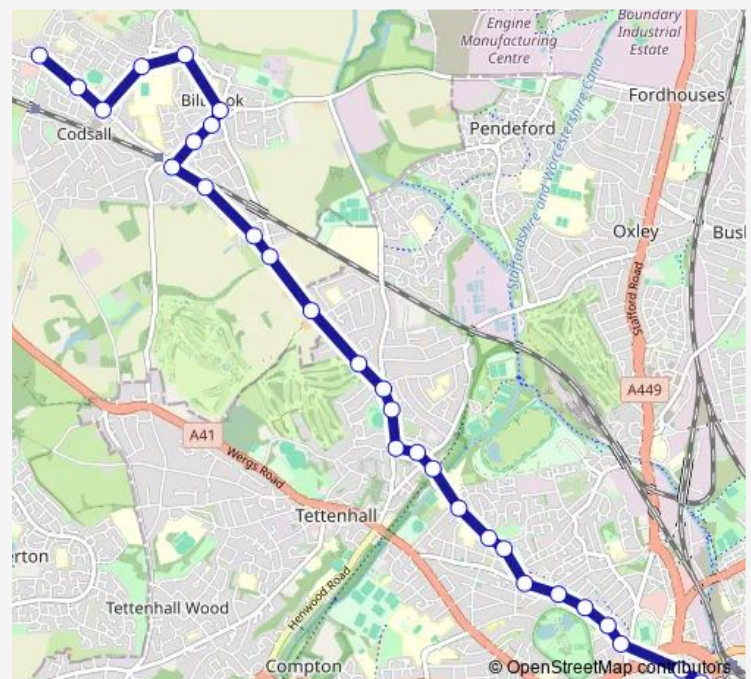 Engine
Manufacturing
Centre
Boundary
Industrial
Estate
Fordhouses
Codsall
Pendeford
Staffordshire and Worcestershire Canal
Oxley
Stafford Road
A449
A41
Wergs Road
Tettenhall
Henwood Road
Tettenhall Wood
Compton
© OpenStreetMap contributors